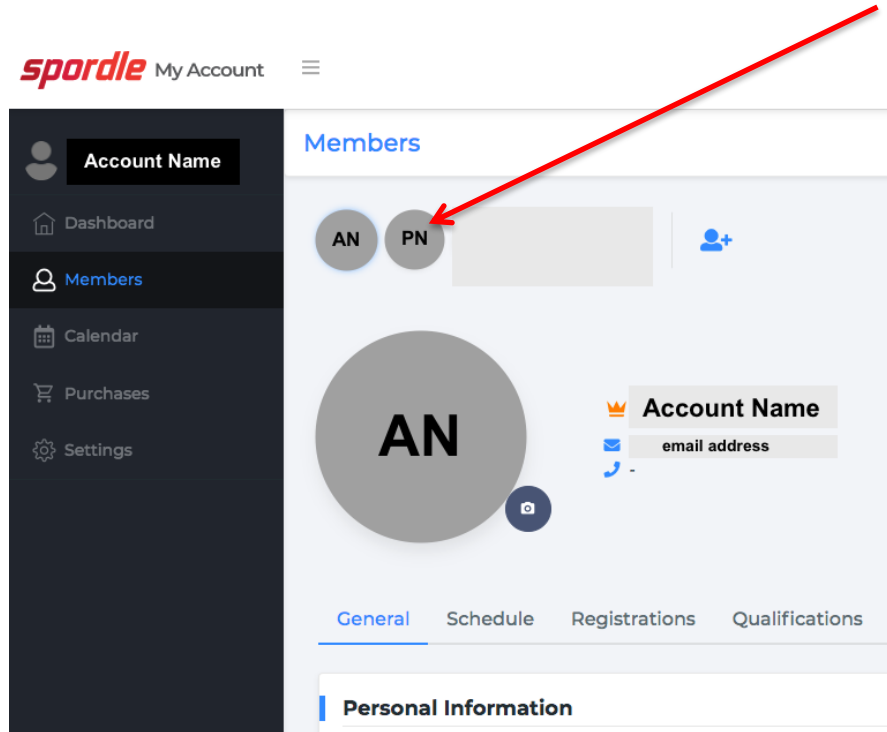 spordle My Account
Account Name
Members
Dashboard
AN PN
Members
Calendar
Purchases
Settings
AN
Account Name
email address
-
General Schedule Registrations Qualifications
Personal Information